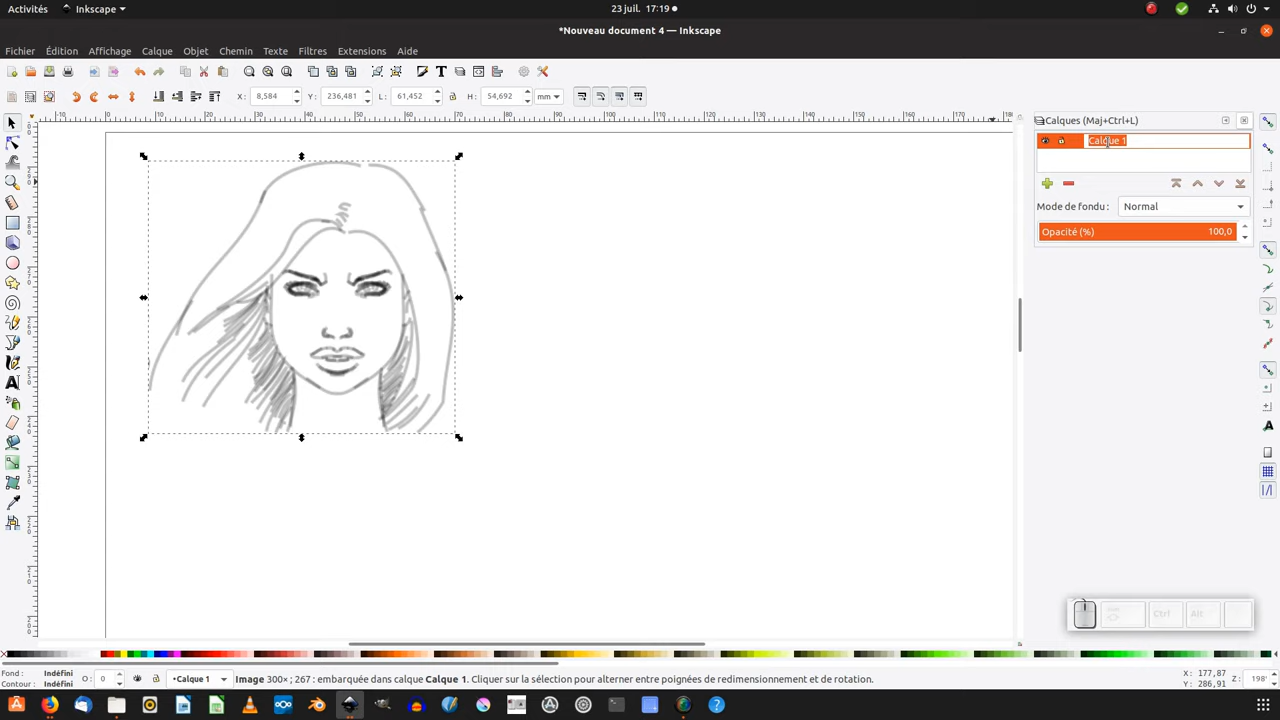 Activités Inkscape 23 juil. 17:19
*Nouveau document 4 — Inkscape
Fichier Édition Affichage Calque Objet Chemin Texte Filtres Extensions Aide
X: 8,584 Y: 236,481 L: 61,452 H: 54,692 mm
Calques (Maj+Ctrl+L)
Calque 1
Mode de fondu : Normal
Opacité (%) 100,0
Ctrl Alt
Fond : Indéfini
Contour : Indéfini
O: 0
•Calque 1
Image 300× ; 267 : embarquée dans calque Calque 1. Cliquer sur la sélection pour alterner entre poignées de redimensionnement et de rotation.
X: 177,87
Y: 286,91
Z: 198